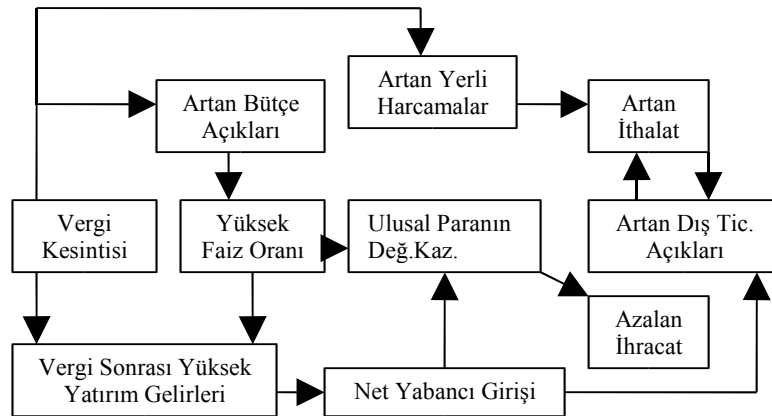 Artan Yerli
Harcamalar
Artan Bütçe
Açıkları
Artan
İthalat
Vergi
Kesintisi
Yüksek
Faiz Oranı
Ulusal Paranın
Değ.Kaz.
Artan Dış Tic.
Açıkları
Azalan
İhracat
Vergi Sonrası Yüksek
Yatırım Gelirleri
Net Yabancı Girişi